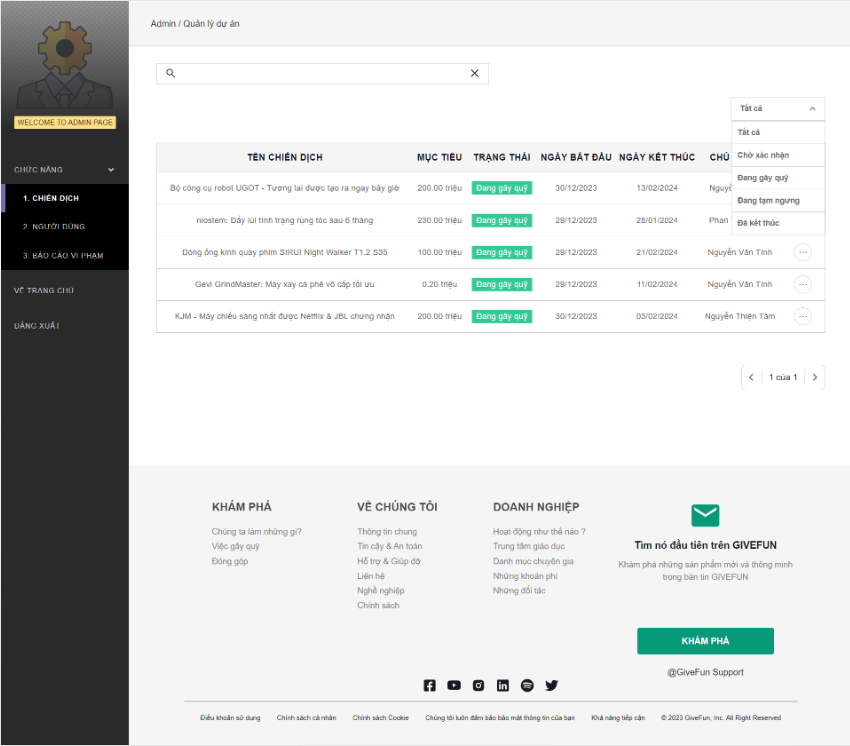 Admin / Quản lý dự án
WELCOME TO ADMIN PAGE
CHỨC NĂNG
1. CHIẾN DỊCH
2. NGƯỜI DÙNG
3. BÁO CÁO VI PHẠM
VỀ TRANG CHỦ
ĐĂNG XUẤT
Tất cả
Tất cả
Chờ xác nhận
Đang gây quỹ
Đang tạm ngưng
Đã kết thúc
TÊN CHIẾN DỊCH MỤC TIÊU TRẠNG THÁI NGÀY BẮT ĐẦU NGÀY KẾT THÚC CHỦ
Bộ công cụ robot UGOT - Tương lai được tạo ra ngay bây giờ 200.00 triệu Đang gây quỹ 30/12/2023 13/02/2024 Nguyễ
niostem: Đẩy lùi tình trạng rụng tóc sau 6 tháng 230.00 triệu Đang gây quỹ 29/12/2023 28/01/2024 Phan
Dòng ống kính quay phim SIRUI Night Walker T1.2 S35 100.00 triệu Đang gây quỹ 29/12/2023 21/02/2024 Nguyễn Văn Tình
Gevi GrindMaster: Máy xay cà phê vô cấp tối ưu 0.20 triệu Đang gây quỹ 29/12/2023 11/02/2024 Nguyễn Văn Tình
KJM - Máy chiếu sáng nhất được Netflix & JBL chứng nhận 200.00 triệu Đang gây quỹ 30/12/2023 03/02/2024 Nguyễn Thiện Tâm
1 của 1
KHÁM PHÁ
Chúng ta làm những gì?
Việc gây quỹ
Đóng góp
VỀ CHÚNG TÔI
Thông tin chung
Tin cậy & An toàn
Hỗ trợ & Giúp đỡ
Liên hệ
Nghề nghiệp
Chính sách
DOANH NGHIỆP
Hoạt động như thế nào ?
Trung tâm giáo dục
Danh mục chuyên gia
Những khoản phí
Những đối tác
Tìm nó đầu tiên trên GIVEFUN
Khám phá những sản phẩm mới và thông minh
trong bản tin GIVEFUN
KHÁM PHÁ
@GiveFun Support
Điều khoản sử dụng Chính sách cá nhân Chính sách Cookie Chúng tôi luôn đảm bảo bảo mật thông tin của bạn Khả năng tiếp cận © 2023 GiveFun, Inc. All Right Reserved